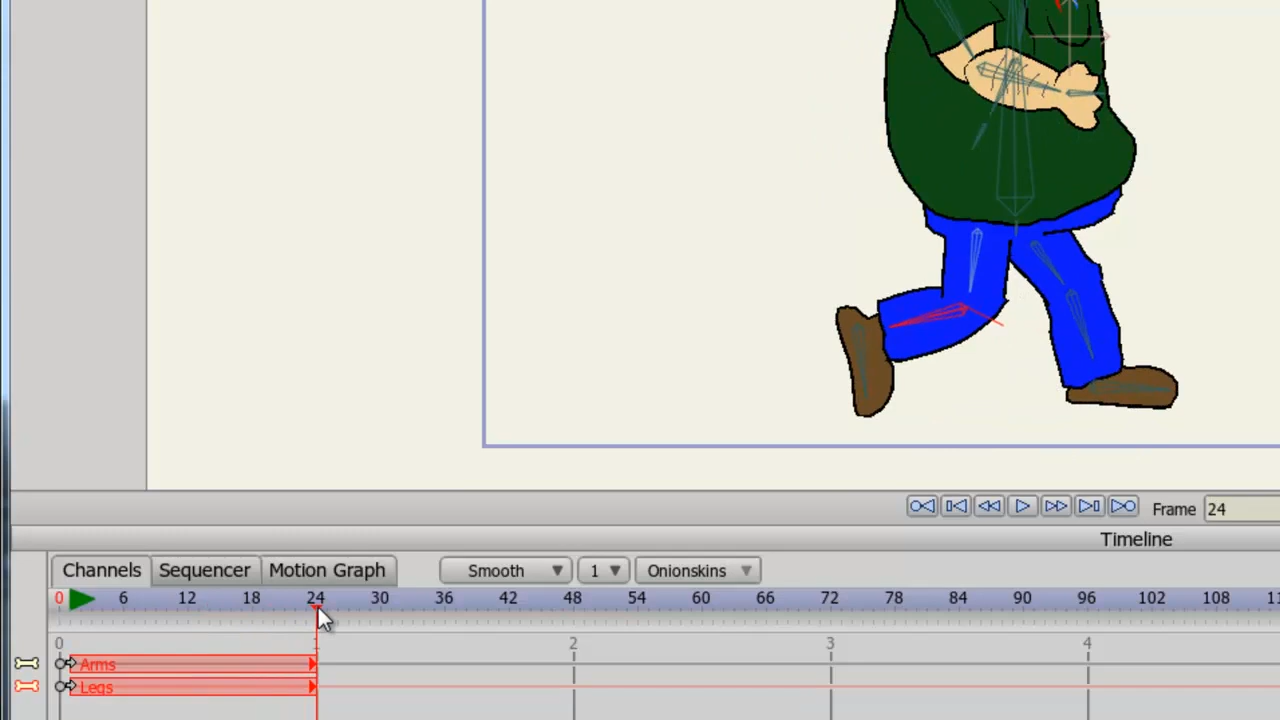 Frame 24
Timeline
Channels Sequencer Motion Graph Smooth 1 Onionskins
0 6 12 18 24 30 36 42 48 54 60 66 72 78 84 90 96 102 108
0 1 2 3 4
Arms
Legs